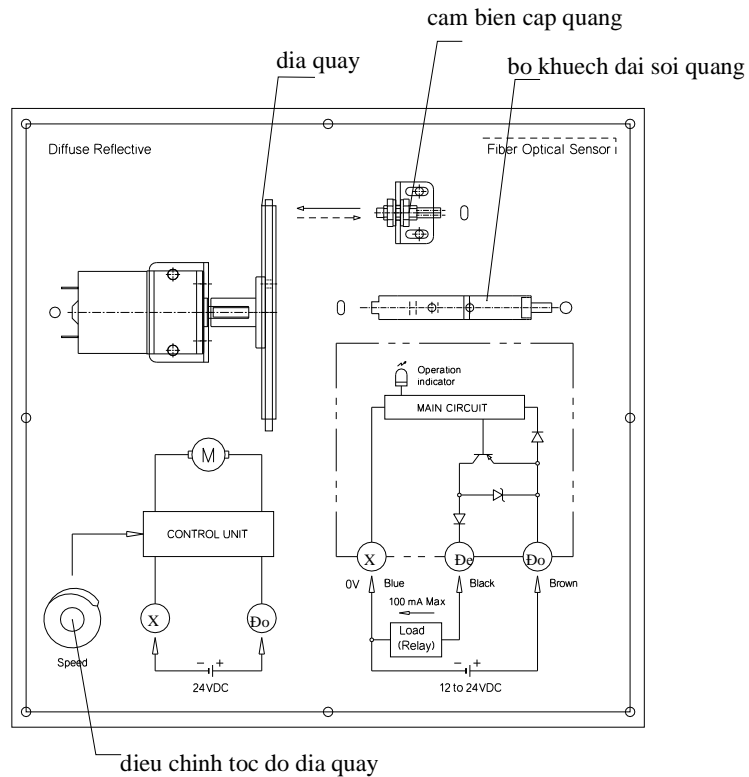 cam bien cap quang
dia quay
bo khuech dai soi quang
Diffuse Reflective
Fiber Optical Sensor
Operation
indicator
MAIN CIRCUIT
M
CONTROL UNIT
X
Đe
Đo
0V
Blue
Black
Brown
100 mA Max
X
Đo
Load
(Relay)
Speed
- +
24VDC
- +
12 to 24VDC
dieu chinh toc do dia quay